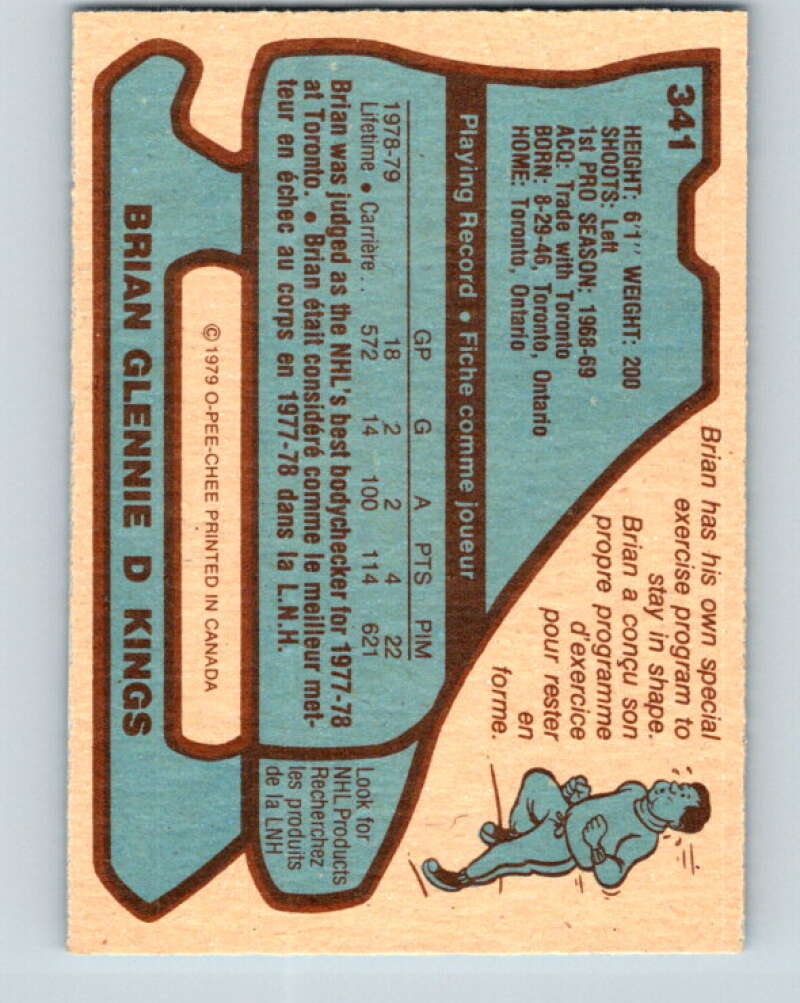 341
HEIGHT: 6'1" WEIGHT: 200
SHOOTS: Left
1st PRO SEASON: 1968-69
ACQ: Trade with Toronto
BORN: 8-29-46, Toronto, Ontario
HOME: Toronto, Ontario
Brian has his own special
exercise program to
stay in shape.
Brian a conçu son
propre programme
d'exercice
pour rester
en
forme.
Playing Record • Fiche comme joueur
GP G A PTS PIM
1978-79 18 2 2 4 22
Lifetime • Carrière . . 572 14 100 114 621
Brian was judged as the NHL's best bodychecker for 1977-78
at Toronto. • Brian était considéré comme le meilleur met-
teur en échec au corps en 1977-78 dans la L.N.H.
Look for
NHL Products
Recherchez
les produits
de la LNH
© 1979 O-PEE-CHEE PRINTED IN CANADA
BRIAN GLENNIE D KINGS